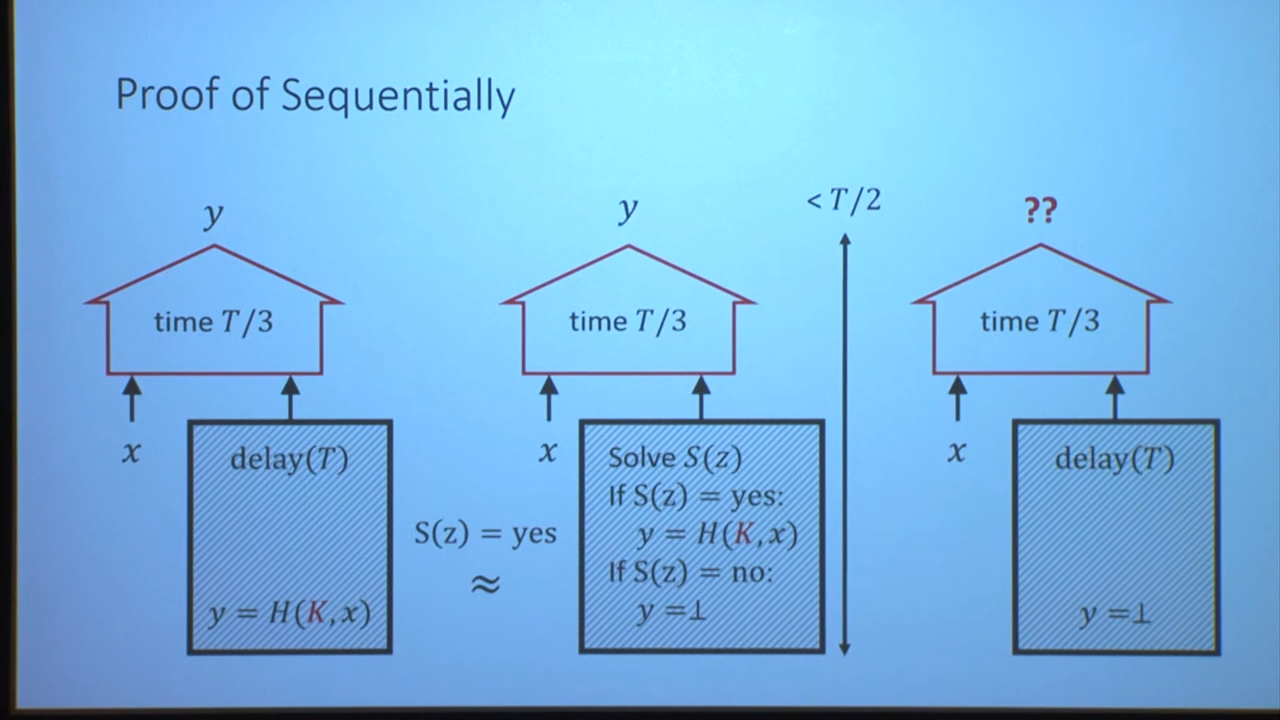 Proof of Sequentially
y
time T/3
x
delay(T)
y = H(K,x)
S(z) = yes
≈
y
time T/3
x
Solve S(z)
If S(z) = yes:
y = H(K,x)
If S(z) = no:
y =⊥
< T/2
??
time T/3
x
delay(T)
y =⊥